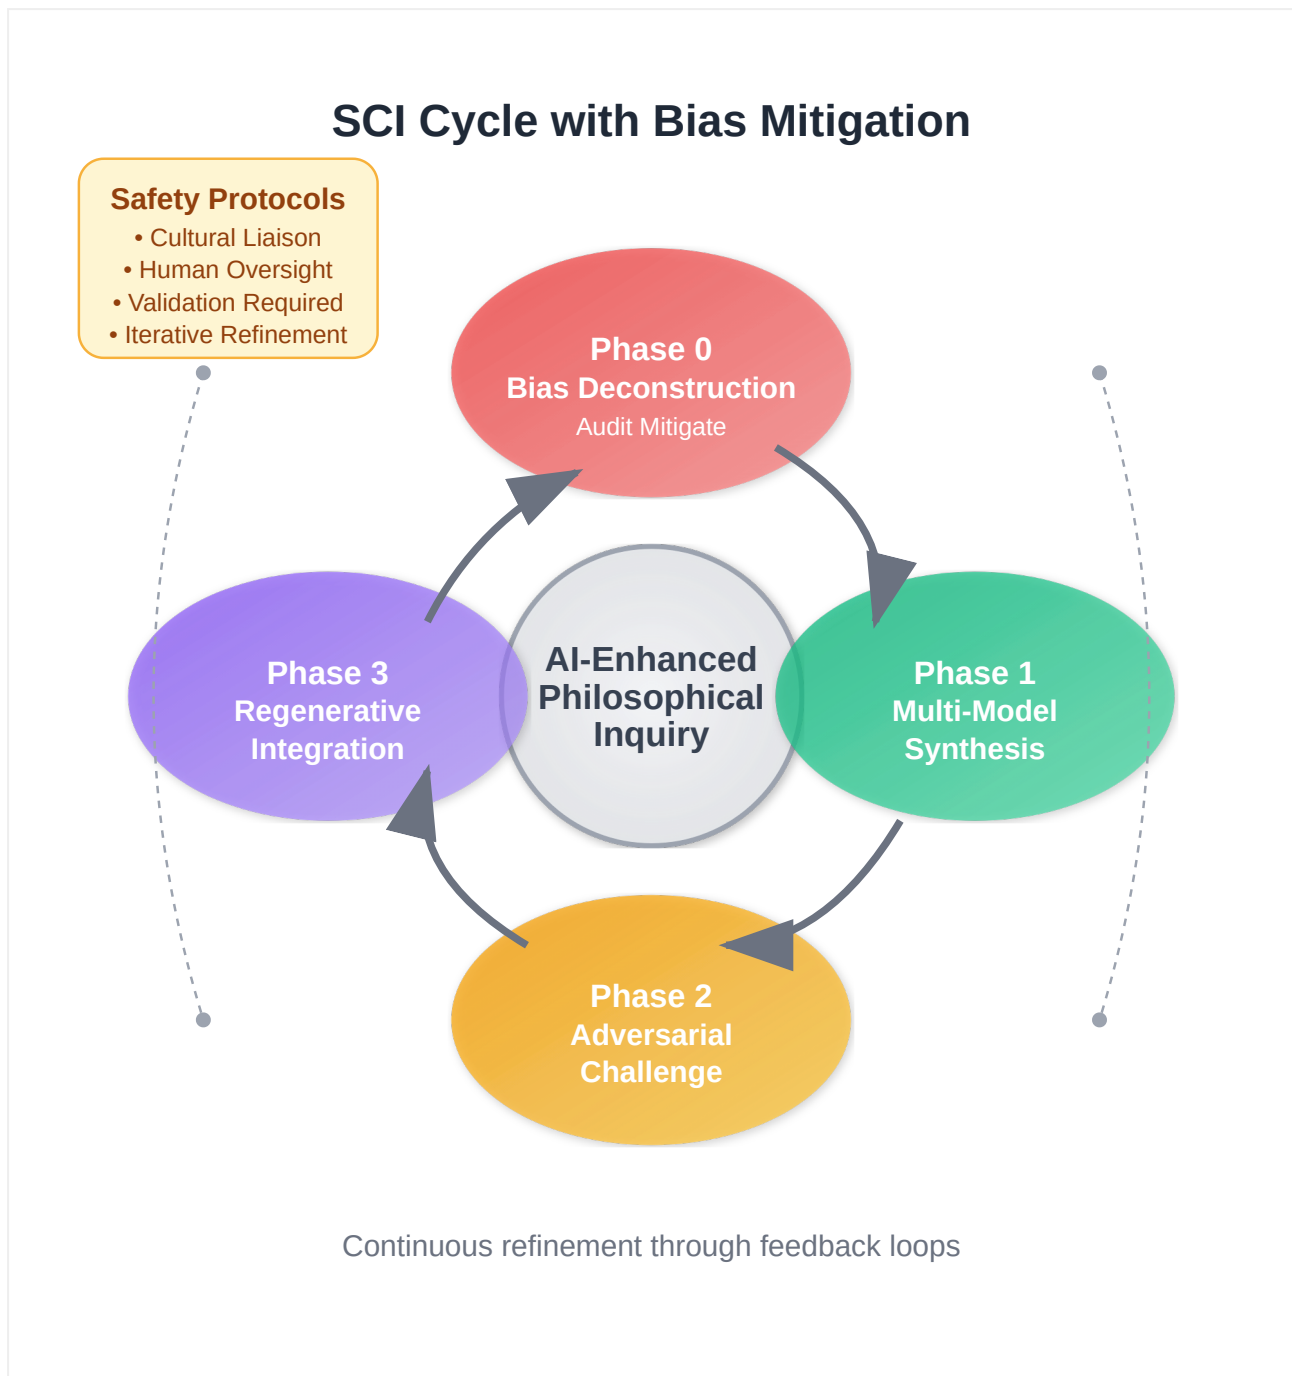 SCI Cycle with Bias Mitigation
Safety Protocols
• Cultural Liaison
• Human Oversight
• Validation Required
• Iterative Refinement
Phase 0
Bias Deconstruction
Audit Mitigate
AI-Enhanced
Philosophical
Inquiry
Phase 1
Multi-Model
Synthesis
Phase 2
Adversarial
Challenge
Phase 3
Regenerative
Integration
Continuous refinement through feedback loops